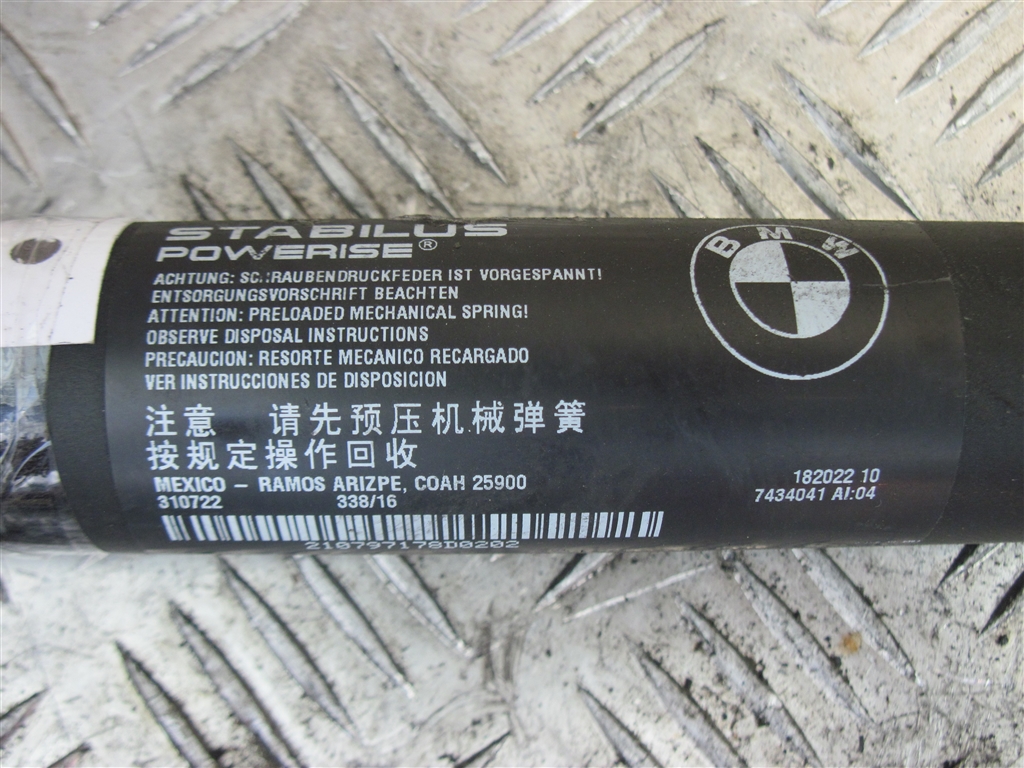 STABILUS
POWERISE®
ACHTUNG: SCHRAUBENDRUCKFEDER IST VORGESPANNT!
ENTSORGUNGSVORSCHRIFT BEACHTEN
ATTENTION: PRELOADED MECHANICAL SPRING!
OBSERVE DISPOSAL INSTRUCTIONS
PRECAUCION: RESORTE MECANICO RECARGADO
VER INSTRUCCIONES DE DISPOSICION
注意 请先预压机械弹簧
按规定操作回收
MEXICO – RAMOS ARIZPE, COAH 25900
310722 338/16
210797178D0202
BMW
182022 10
7434041 AI:04